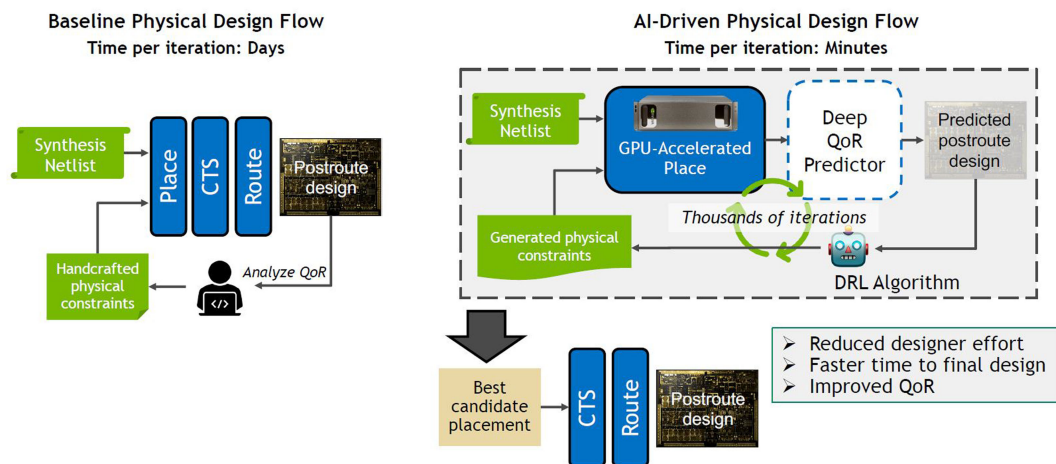 Baseline Physical Design Flow
Time per iteration: Days
Synthesis
Netlist
Place
CTS
Route
Postroute
design
Handcrafted
physical
constraints
Analyze QoR
AI-Driven Physical Design Flow
Time per iteration: Minutes
Synthesis
Netlist
GPU-Accelerated
Place
Deep
QoR
Predictor
Predicted
postroute
design
Thousands of iterations
Generated physical
constraints
DRL Algorithm
Best
candidate
placement
CTS
Route
Postroute
design
➢ Reduced designer effort
➢ Faster time to final design
➢ Improved QoR